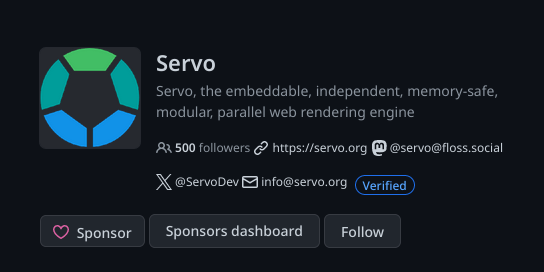 Servo
Servo, the embeddable, independent, memory-safe,
modular, parallel web rendering engine
500 followers https://servo.org @servo@floss.social
@ServoDev info@servo.org Verified
Sponsor Sponsors dashboard Follow